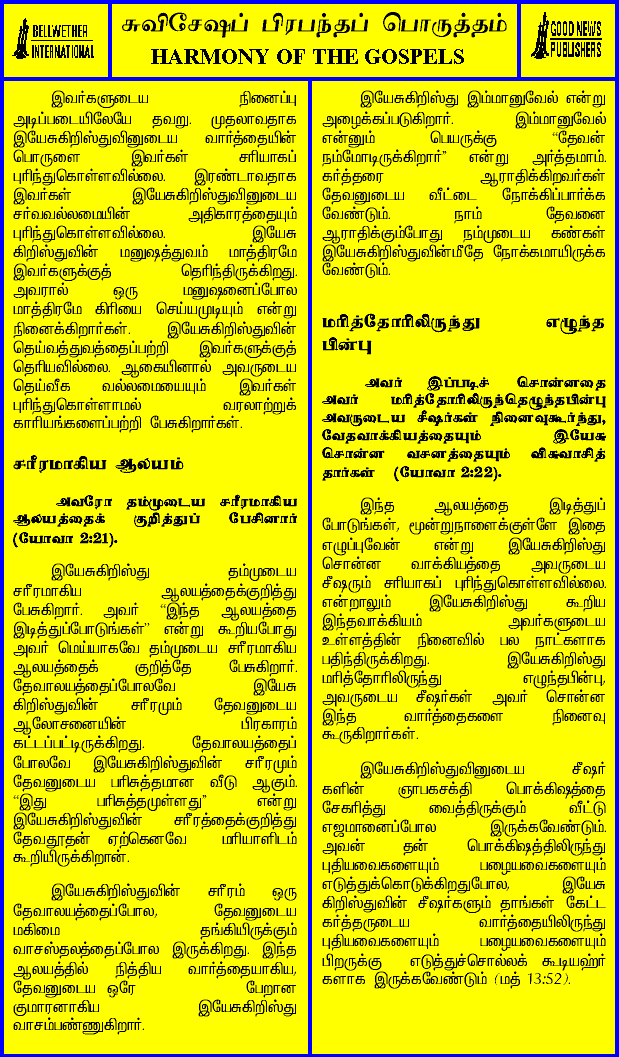 BELLWETHER
INTERNATIONAL
சுவிசேஷப் பிரபந்தப் பொருத்தம்
HARMONY OF THE GOSPELS
GOOD NEWS
PUBLISHERS
இவர்களுடைய நினைப்பு
அடிப்படையிலேயே தவறு. முதலாவதாக
இயேசுகிறிஸ்துவினுடைய வார்த்தையின்
பொருளை இவர்கள் சரியாகப்
புரிந்துகொள்ளவில்லை. இரண்டாவதாக
இவர்கள் இயேசுகிறிஸ்துவினுடைய
சர்வவல்லமையின் அதிகாரத்தையும்
புரிந்துகொள்ளவில்லை. இயேசு
கிறிஸ்துவின் மனுஷத்துவம் மாத்திரமே
இவர்களுக்குத் தெரிந்திருக்கிறது.
அவரால் ஒரு மனுஷனைப்போல
மாத்திரமே கிரியை செய்யமுடியும் என்று
நினைக்கிறார்கள். இயேசுகிறிஸ்துவின்
தெய்வத்துவத்தைப்பற்றி இவர்களுக்குத்
தெரியவில்லை. ஆகையினால் அவருடைய
தெய்வீக வல்லமையையும் இவர்கள்
புரிந்துகொள்ளாமல் வரலாற்றுக்
காரியங்களைப்பற்றி பேசுகிறார்கள்.
சரீரமாகிய ஆலயம்
அவரோ தம்முடைய சரீரமாகிய
ஆலயத்தைக் குறித்துப் பேசினார்
(யோவா 2:21).
இயேசுகிறிஸ்து தம்முடைய
சரீரமாகிய ஆலயத்தைக்குறித்து
பேசுகிறார். அவர் “இந்த ஆலயத்தை
இடித்துப்போடுங்கள்” என்று கூறியபோது
அவர் மெய்யாகவே தம்முடைய சரீரமாகிய
ஆலயத்தைக் குறித்தே பேசுகிறார்.
தேவாலயத்தைப்போலவே இயேசு
கிறிஸ்துவின் சரீரமும் தேவனுடைய
ஆலோசனையின் பிரகாரம்
கட்டப்பட்டிருக்கிறது. தேவாலயத்தைப்
போலவே இயேசுகிறிஸ்துவின் சரீரமும்
தேவனுடைய பரிசுத்தமான வீடு ஆகும்.
“இது பரிசுத்தமுள்ளது” என்று
இயேசுகிறிஸ்துவின் சரீரத்தைக்குறித்து
தேவதூதன் ஏற்கெனவே மரியாளிடம்
கூறியிருக்கிறான்.
இயேசுகிறிஸ்துவின் சரீரம் ஒரு
தேவாலயத்தைப்போல, தேவனுடைய
மகிமை தங்கியிருக்கும்
வாசஸ்தலத்தைப்போல இருக்கிறது. இந்த
ஆலயத்தில் நித்திய வார்த்தையாகிய,
தேவனுடைய ஒரே பேறான
குமாரனாகிய இயேசுகிறிஸ்து
வாசம்பண்ணுகிறார்.
இயேசுகிறிஸ்து இம்மானுவேல் என்று
அழைக்கப்படுகிறார். இம்மானுவேல்
என்னும் பெயருக்கு “தேவன்
நம்மோடிருக்கிறார்” என்று அர்த்தமாம்.
கர்த்தரை ஆராதிக்கிறவர்கள்
தேவனுடைய வீட்டை நோக்கிப்பார்க்க
வேண்டும். நாம் தேவனை
ஆராதிக்கும்போது நம்முடைய கண்கள்
இயேசுகிறிஸ்துவின்மீதே நோக்கமாயிருக்க
வேண்டும்.
மரித்தோரிலிருந்து எழுந்த
பின்பு
அவர் இப்படிச் சொன்னதை
அவர் மரித்தோரிலிருந்தெழுந்தபின்பு
அவருடைய சீஷர்கள் நினைவுகூர்ந்து,
வேதவாக்கியத்தையும் இயேசு
சொன்ன வசனத்தையும் விசுவாசித்
தார்கள் (யோவா 2:22).
இந்த ஆலயத்தை இடித்துப்
போடுங்கள், மூன்றுநாளைக்குள்ளே இதை
எழுப்புவேன் என்று இயேசுகிறிஸ்து
சொன்ன வாக்கியத்தை அவருடைய
சீஷரும் சரியாகப் புரிந்துகொள்ளவில்லை.
என்றாலும் இயேசுகிறிஸ்து கூறிய
இந்தவாக்கியம் அவர்களுடைய
உள்ளத்தின் நினைவில் பல நாட்களாக
பதிந்திருக்கிறது. இயேசுகிறிஸ்து
மரித்தோரிலிருந்து எழுந்தபின்பு,
அவருடைய சீஷர்கள் அவர் சொன்ன
இந்த வார்த்தைகளை நினைவு
கூருகிறார்கள்.
இயேசுகிறிஸ்துவினுடைய சீஷர்
களின் ஞாபகசக்தி பொக்கிஷத்தை
சேகரித்து வைத்திருக்கும் வீட்டு
எஜமானைப்போல இருக்கவேண்டும்.
அவன் தன் பொக்கிஷத்திலிருந்து
புதியவைகளையும் பழையவைகளையும்
எடுத்துக்கொடுக்கிறதுபோல, இயேசு
கிறிஸ்துவின் சீஷர்களும் தாங்கள் கேட்ட
கர்த்தருடைய வார்த்தையிலிருந்து
புதியவைகளையும் பழையவைகளையும்
பிறருக்கு எடுத்துச்சொல்லக் கூடியஹர்
களாக இருக்கவேண்டும் (மத் 13:52).